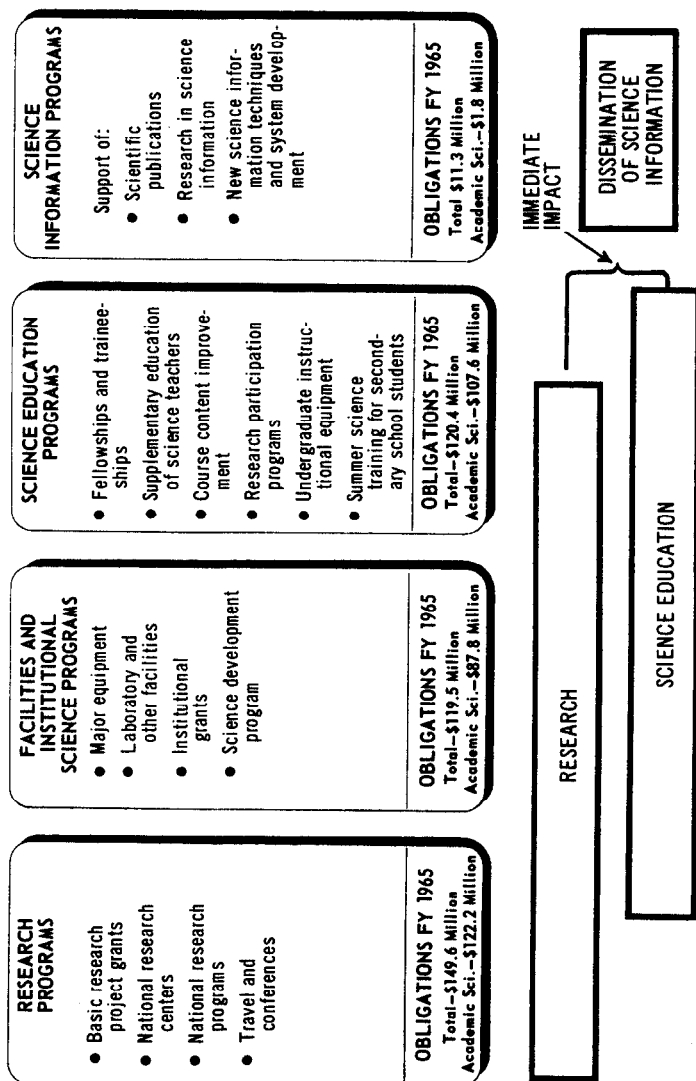 RESEARCH
PROGRAMS
• Basic research
project grants
• National research
centers
• National research
programs
• Travel and
conferences
OBLIGATIONS FY 1965
Total–$149.6 Million
Academic Sci.–$122.2 Million
FACILITIES AND
INSTITUTIONAL
SCIENCE PROGRAMS
• Major equipment
• Laboratory and
other facilities
• Institutional
grants
• Science development
program
OBLIGATIONS FY 1965
Total–$119.5 Million
Academic Sci.–$87.8 Million
SCIENCE EDUCATION
PROGRAMS
• Fellowships and trainee-
ships
• Supplementary education
of science teachers
• Course content improve-
ment
• Research participation
programs
• Undergraduate instruc-
tional equipment
• Summer science
training for second-
ary school students
OBLIGATIONS FY 1965
Total–$120.4 Million
Academic Sci.–$107.6 Million
SCIENCE
INFORMATION PROGRAMS
Support of:
• Scientific
publications
• Research in science
information
• New science infor-
mation techniques
and system develop-
ment
OBLIGATIONS FY 1965
Total $11.3 Million
Academic Sci.–$1.8 Million
IMMEDIATE
IMPACT
RESEARCH
SCIENCE EDUCATION
DISSEMINATION
OF SCIENCE
INFORMATION